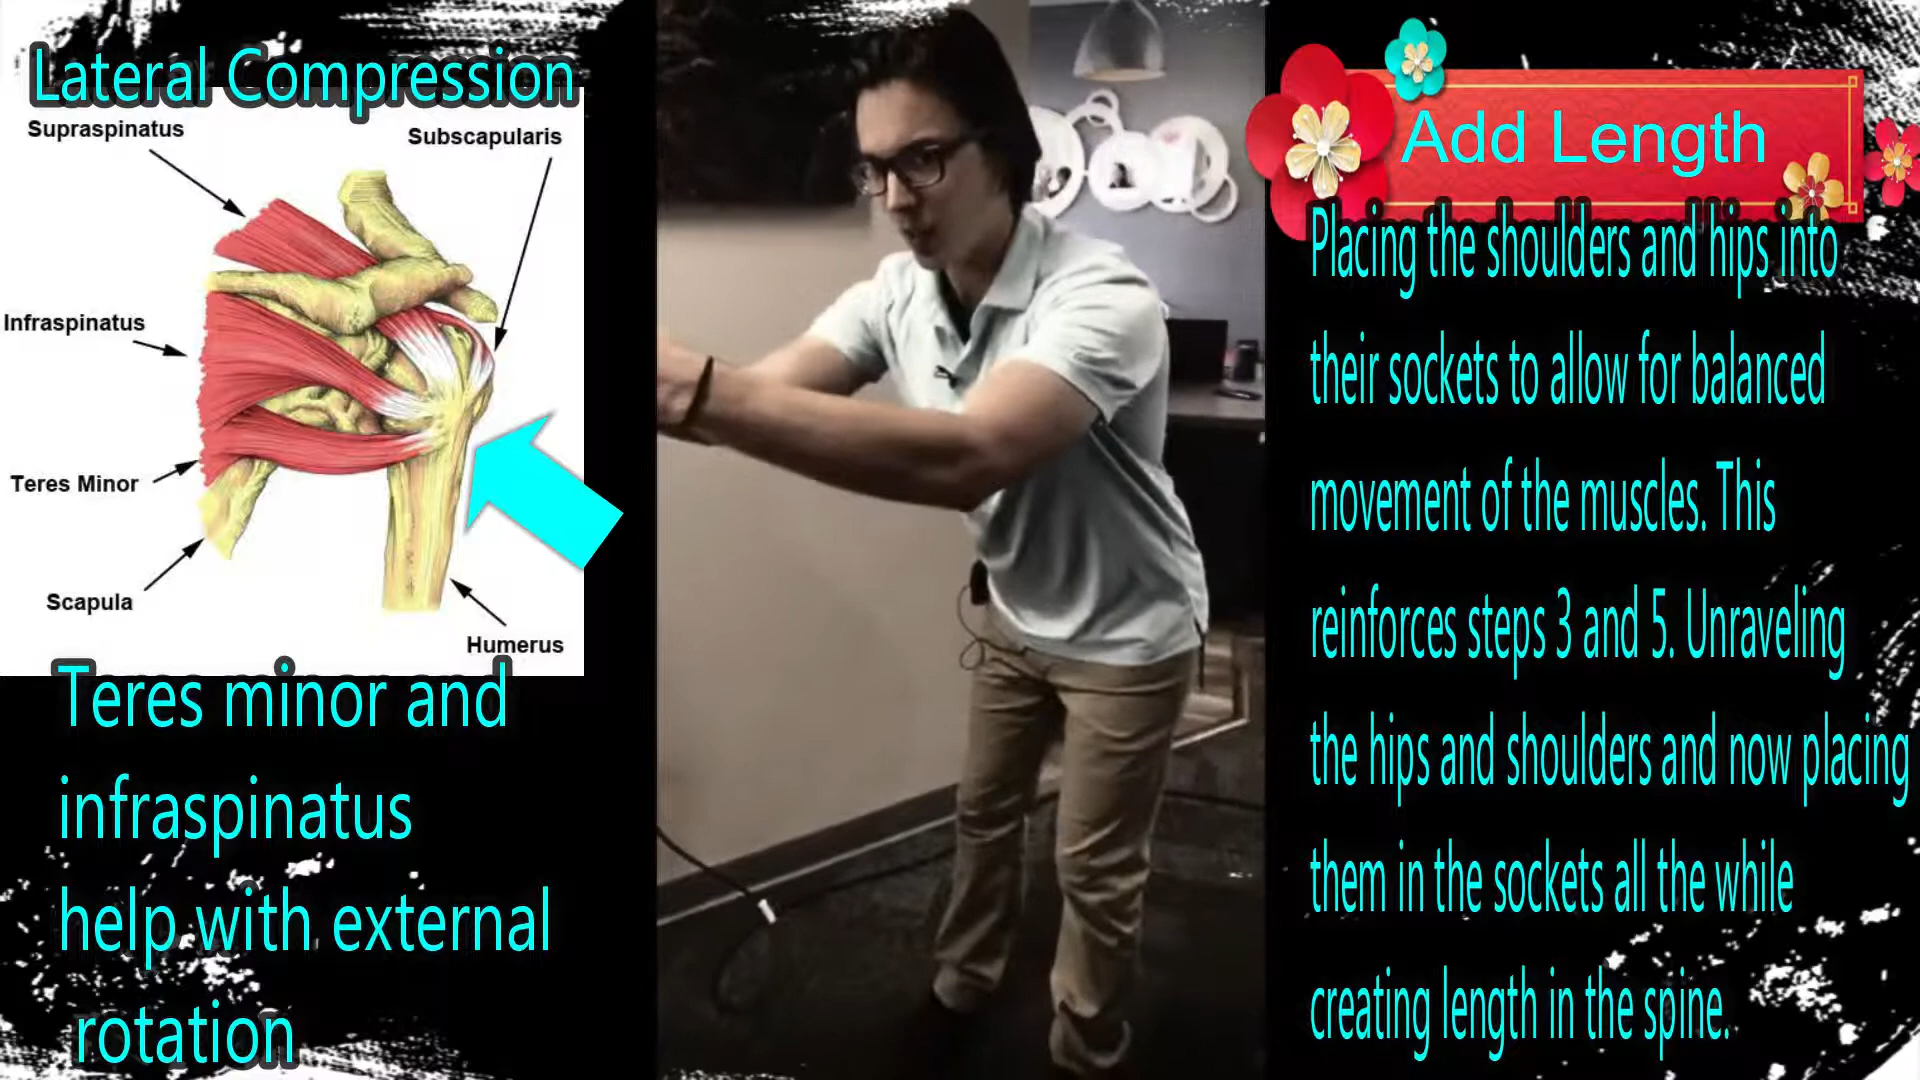 Lateral Compression
Supraspinatus
Subscapularis
Infraspinatus
Teres Minor
Scapula
Humerus
Teres minor and
infraspinatus
help with external
rotation
Add Length
Placing the shoulders and hips into
their sockets to allow for balanced
movement of the muscles. This
reinforces steps 3 and 5. Unraveling
the hips and shoulders and now placing
them in the sockets all the while
creating length in the spine.